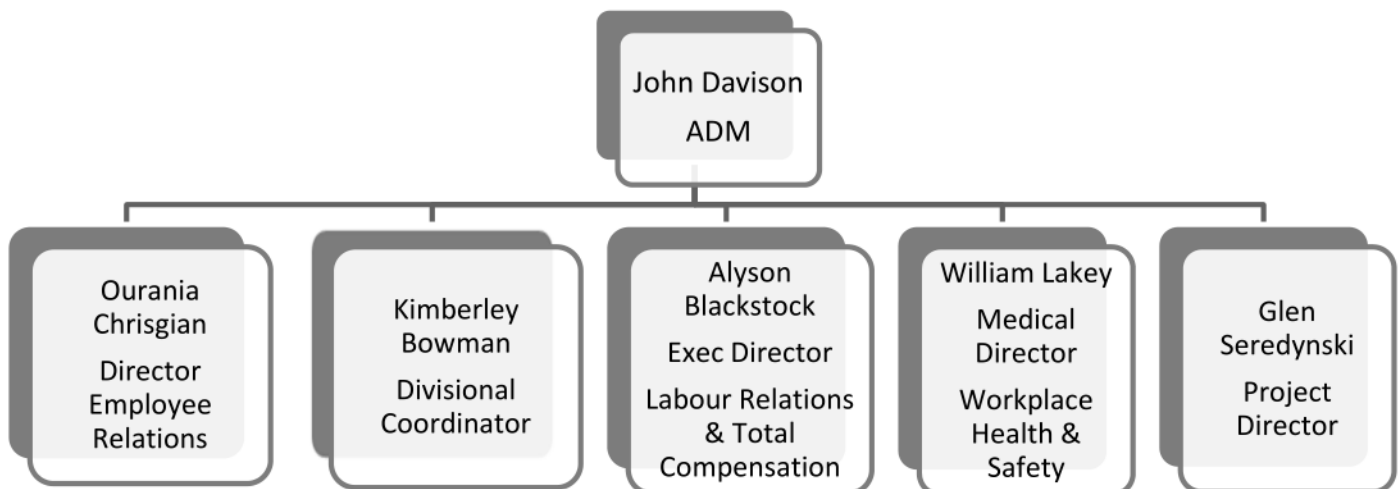 John Davison
ADM
Ourania
Chrisgian
Director
Employee
Relations
Kimberley
Bowman
Divisional
Coordinator
Alyson
Blackstock
Exec Director
Labour Relations
& Total
Compensation
William Lakey
Medical
Director
Workplace
Health &
Safety
Glen
Seredynski
Project
Director